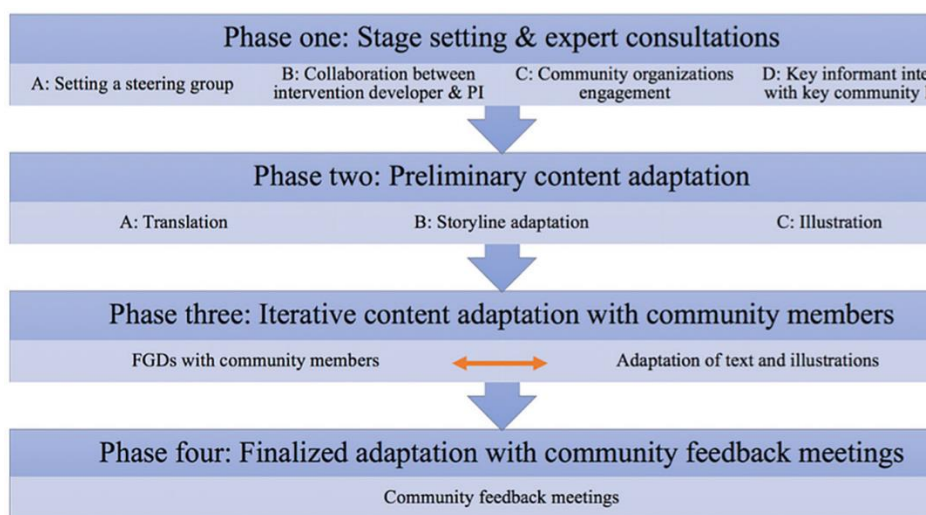 Phase one: Stage setting & expert consultations
A: Setting a steering group
B: Collaboration between
intervention developer & PI
C: Community organizations
engagement
D: Key informant
with key community
Phase two: Preliminary content adaptation
A: Translation
B: Storyline adaptation
C: Illustration
Phase three: Iterative content adaptation with community members
FGDs with community members
Adaptation of text and illustrations
Phase four: Finalized adaptation with community feedback meetings
Community feedback meetings